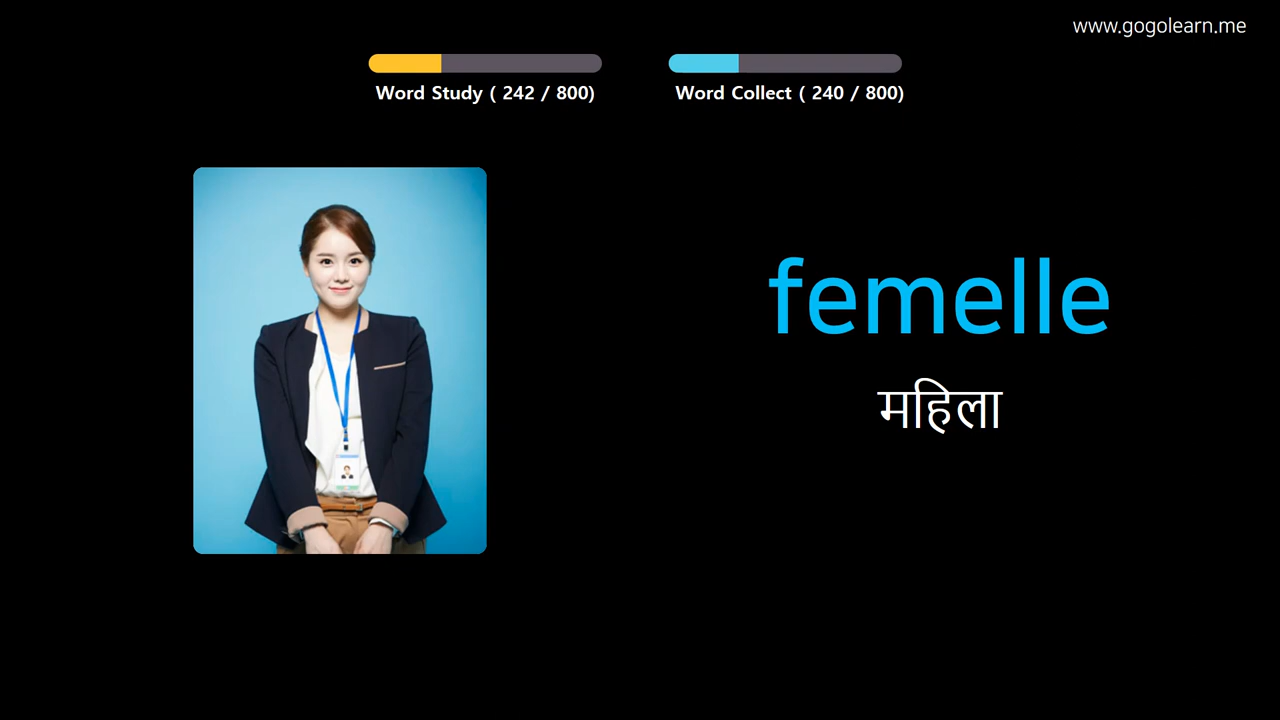 www.gogolearn.me
Word Study ( 242 / 800)
Word Collect ( 240 / 800)
femelle
महिला